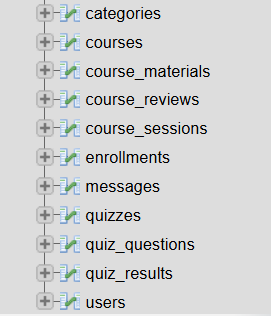 categories
courses
course_materials
course_reviews
course_sessions
enrollments
messages
quizzes
quiz_questions
quiz_results
users